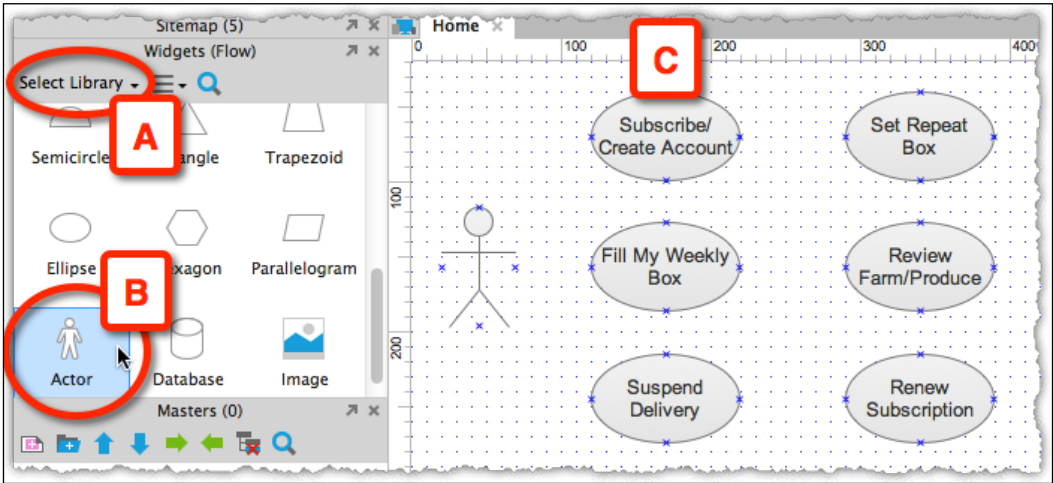 Sitemap (5)
Widgets (Flow)
Select Library
A
Semicircle
angle
Trapezoid
Ellipse
xagon
Parallelogram
B
Actor
Database
Image
Masters (0)
Home
0 100 200 300 400
100
200
C
Subscribe/
Create Account
Set Repeat
Box
Fill My Weekly
Box
Review
Farm/Produce
Suspend
Delivery
Renew
Subscription